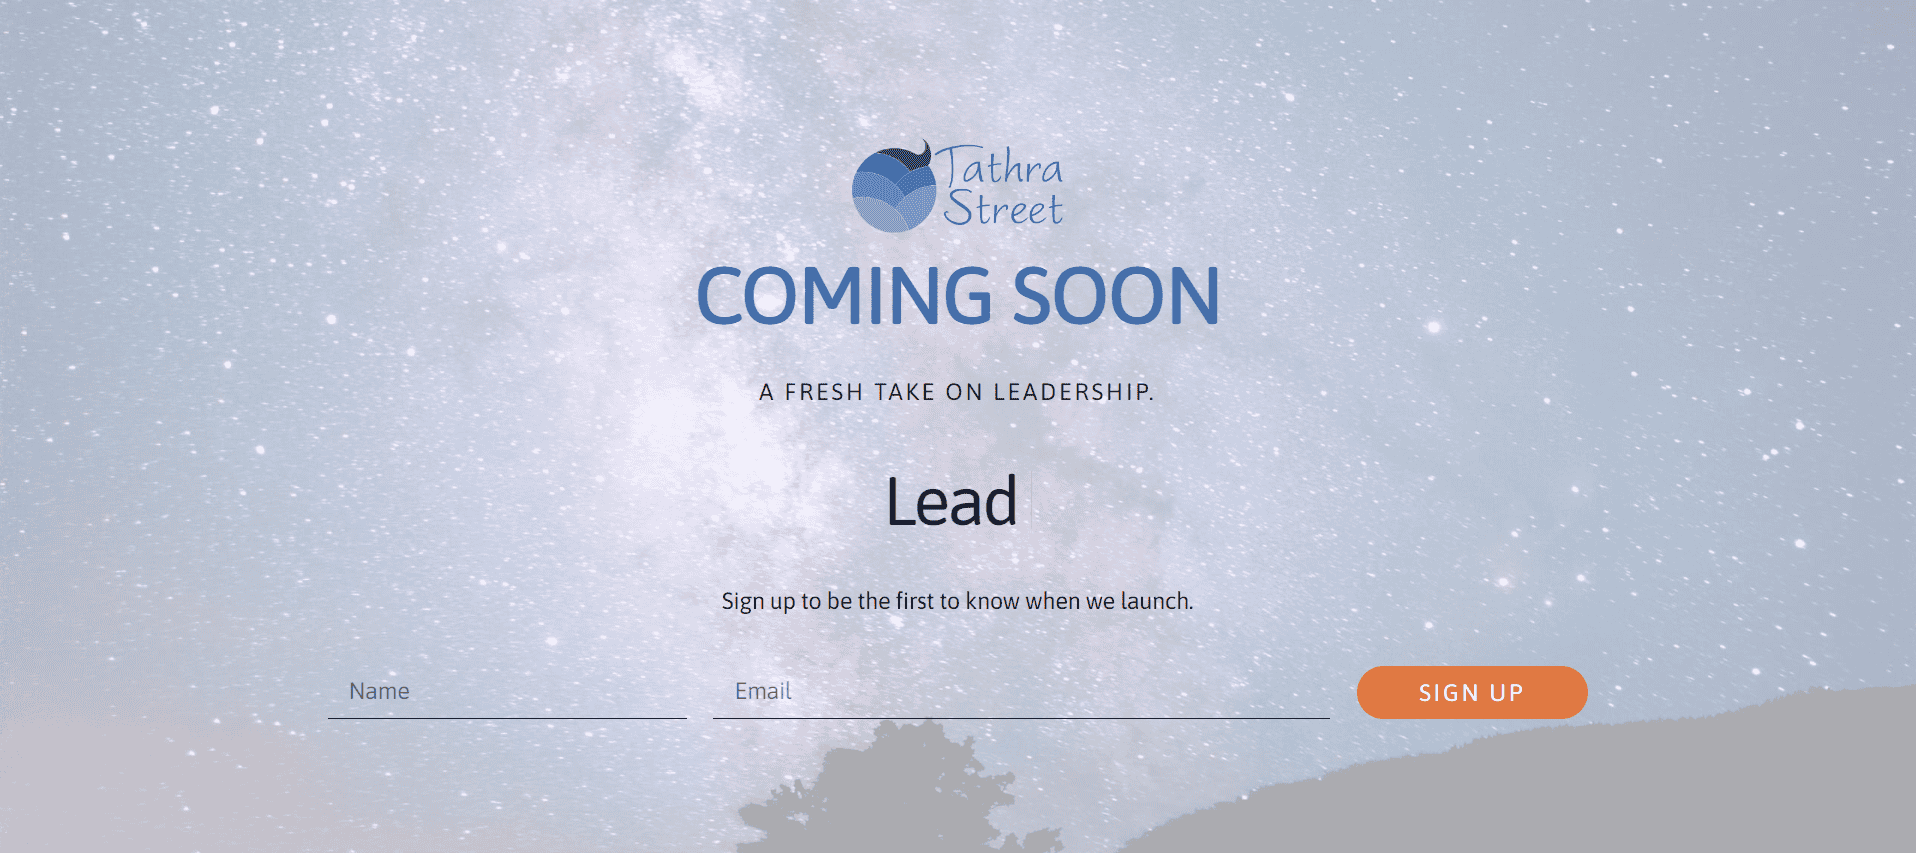 Tathra
Street
COMING SOON
A FRESH TAKE ON LEADERSHIP.
Lead
Sign up to be the first to know when we launch.
Name Email SIGN UP